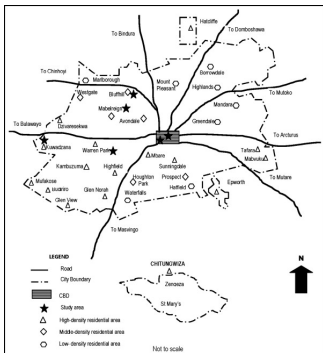 Hatcliffe
To Bindura
To Domboshawa
To Chinhoyi
Borrowdale
Marlborough
Mount
Pleasant
Westgate
Bluffhill
Highlands
To Mutoko
Mabelreign
Mandara
Avondale
Greendale
Dzivaresekwa
To Bulawayo
To Arcturus
Kuwadzana
Warren Park
Tafara
Mabvuku
Mbare
Kambuzuma
Highfield
Sunningdale
To Mutare
Mufakose
Houghton
Park
Prospect
Epworth
Glen Norah
Hatfield
Glen View
Waterfalls
To Masvingo
LEGEND
Road
City Boundary
CBD
Study area
High-density residential area
Middle-density residential area
Low-density residential area
CHITUNGWIZA
Zengeza
St Mary's
N
Not to scale